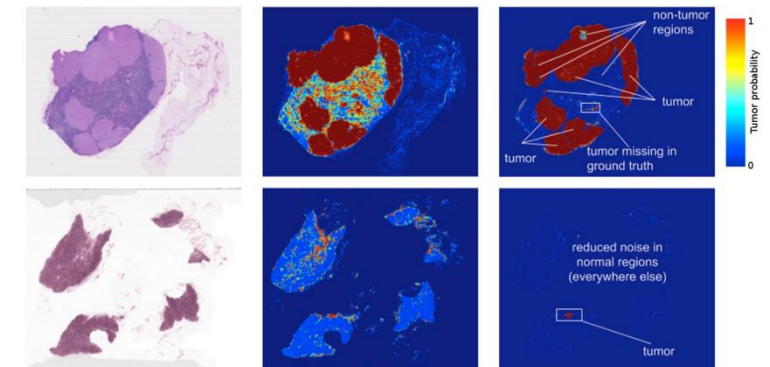 non-tumor
regions
1
Tumor probability
0
tumor
tumor
tumor missing in
ground truth
reduced noise in
normal regions
(everywhere else)
tumor